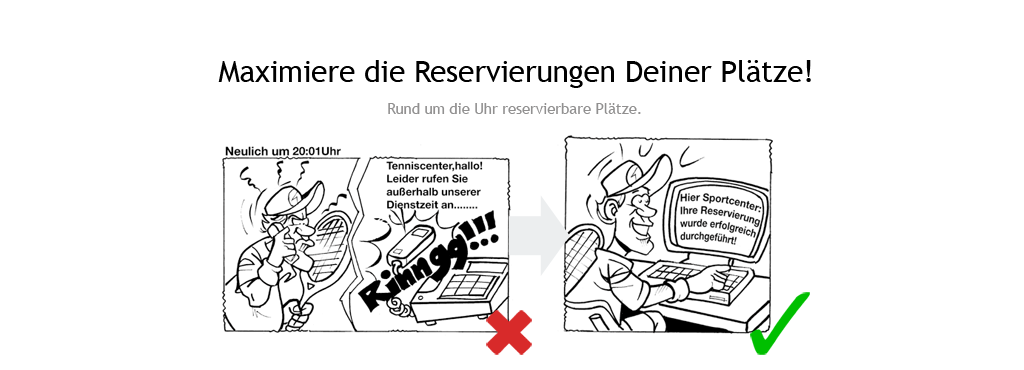 Maximiere die Reservierungen Deiner Plätze!
Rund um die Uhr reservierbare Plätze.
Neulich um 20:01Uhr
Tenniscenter,hallo!
Leider rufen Sie
außerhalb unserer
Dienstzeit an........
Rinngg!!!
Hier Sportcenter:
Ihre Reservierung
wurde erfolgreich
durchgeführt!